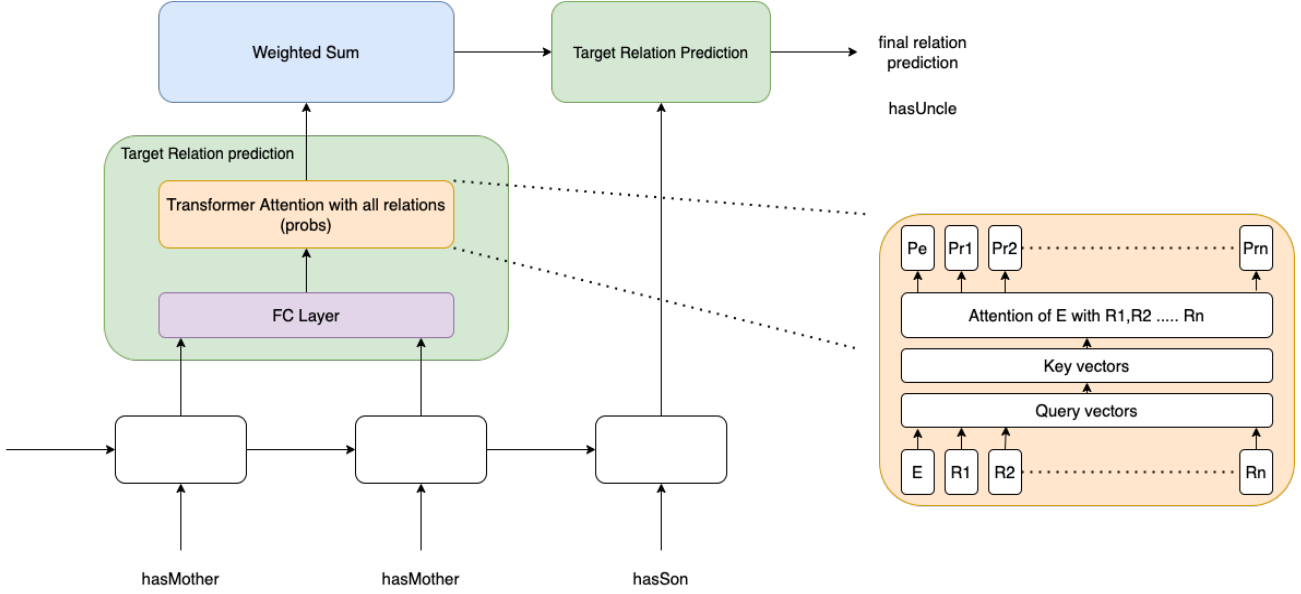 Weighted Sum
Target Relation Prediction
final relation
prediction
hasUncle
Target Relation prediction
Transformer Attention with all relations
(probs)
FC Layer
Pe Pr1 Pr2 Prn
Attention of E with R1,R2 ..... Rn
Key vectors
Query vectors
E R1 R2 Rn
hasMother
hasMother
hasSon